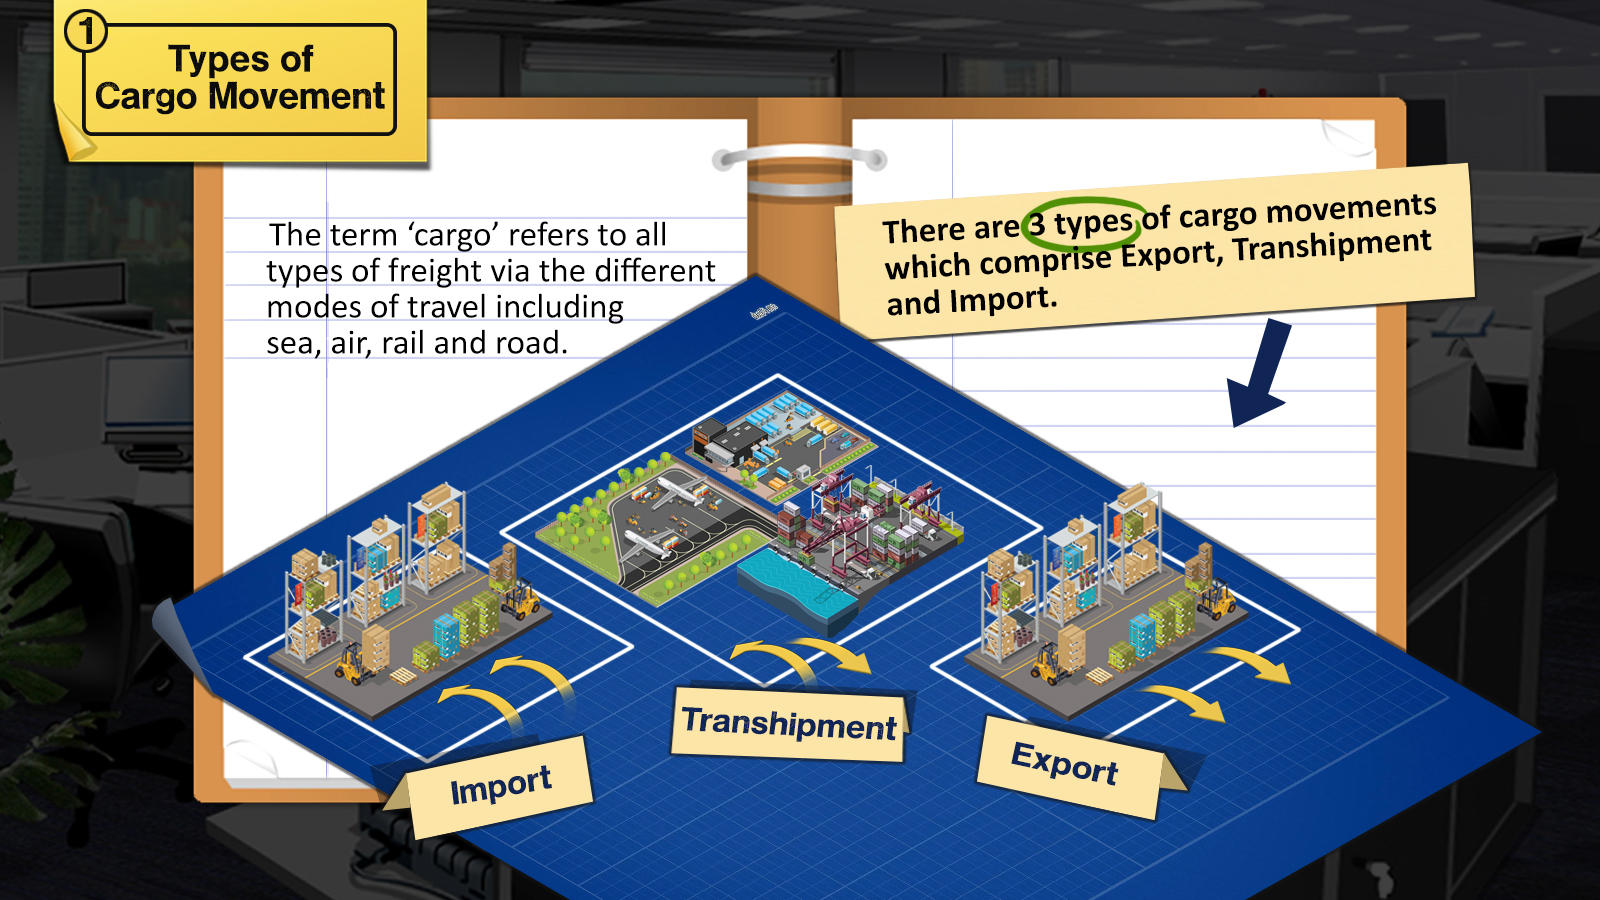 1
Types of
Cargo Movement
The term ‘cargo’ refers to all
types of freight via the different
modes of travel including
sea, air, rail and road.
There are 3 types of cargo movements
which comprise Export, Transhipment
and Import.
Import
Transhipment
Export